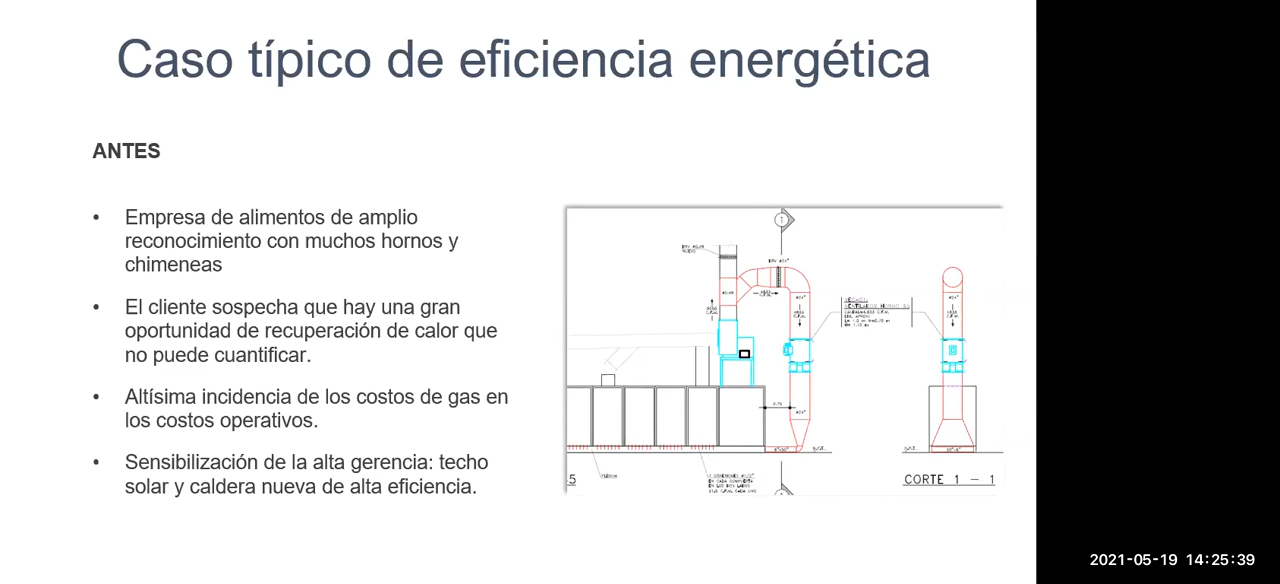 Caso típico de eficiencia energética
ANTES
• Empresa de alimentos de amplio
reconocimiento con muchos hornos y
chimeneas
• El cliente sospecha que hay una gran
oportunidad de recuperación de calor que
no puede cuantificar.
• Altísima incidencia de los costos de gas en
los costos operativos.
• Sensibilización de la alta gerencia: techo
solar y caldera nueva de alta eficiencia.
1
NUEVO
5
CORTE 1 - 1
2021-05-19 14:25:39